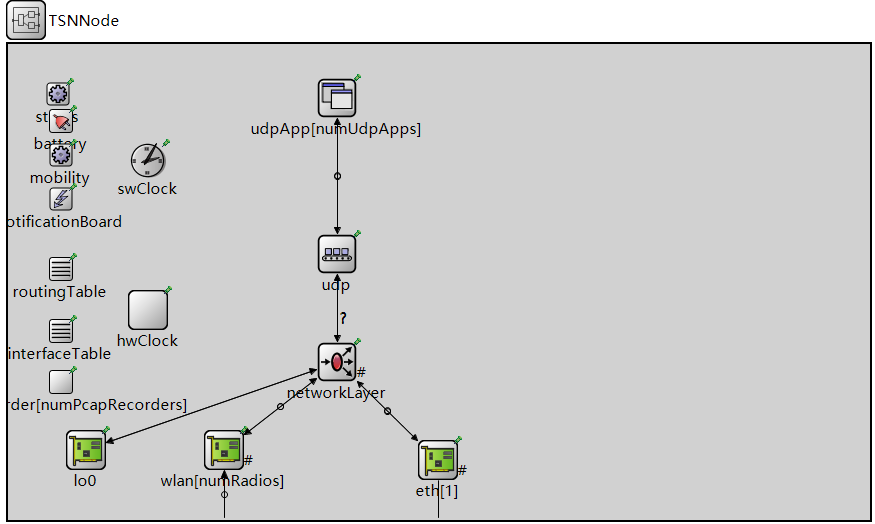 TSNNode
udpApp[numUdpApps]
battery
mobility
swClock
otificationBoard
udp
routingTable
?
hwClock
interfaceTable
#
networkLayer
rder[numPcapRecorders]
#
#
lo0
wlan[numRadios]
eth[1]